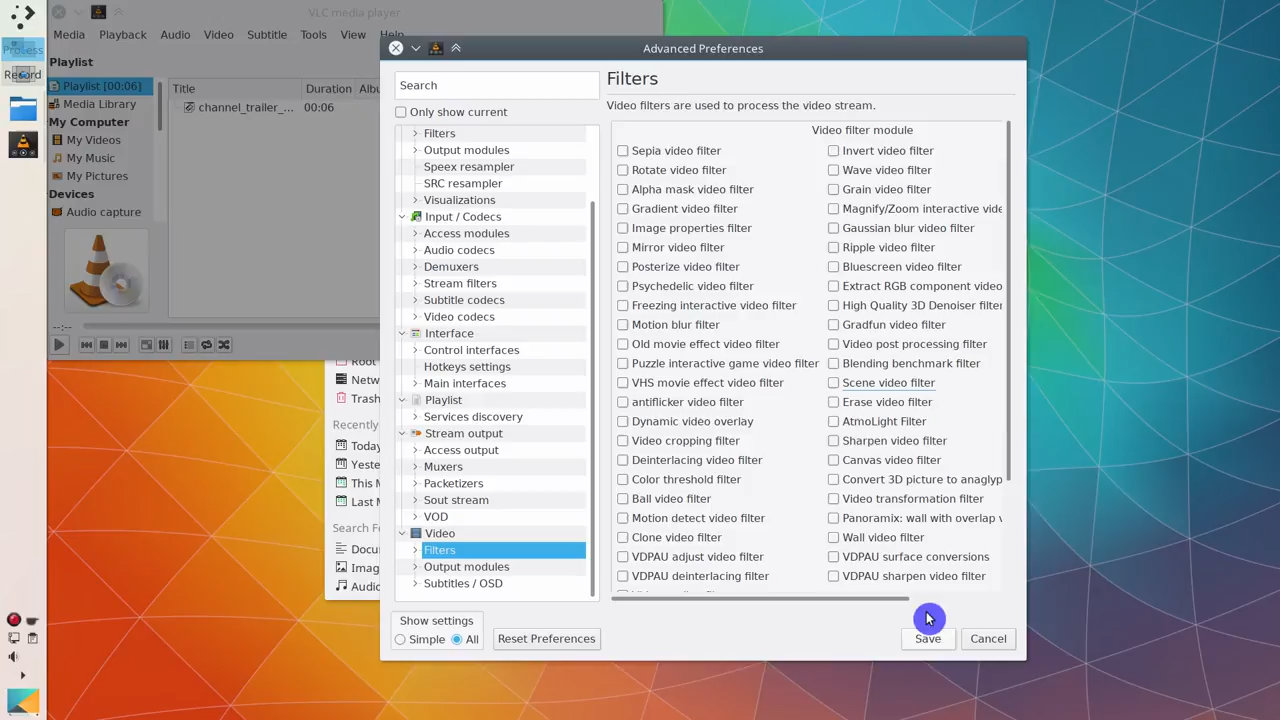 VLC media player
Media Playback Audio Video Subtitle Tools View Help
Process
Record
Playlist
Playlist [00:06]
Media Library
My Computer
My Videos
My Music
My Pictures
Devices
Audio capture
Title Duration
channel_trailer_... 00:06
--:--
Root
Trash
Recently
Today
Documents
Advanced Preferences
Search
Only show current
Filters
Output modules
Speex resampler
SRC resampler
Visualizations
Input / Codecs
Access modules
Audio codecs
Demuxers
Stream filters
Subtitle codecs
Video codecs
Interface
Control interfaces
Hotkeys settings
Main interfaces
Playlist
Services discovery
Stream output
Access output
Muxers
Packetizers
Sout stream
VOD
Video
Filters
Output modules
Subtitles / OSD
Show settings
Simple All
Reset Preferences
Filters
Video filters are used to process the video stream.
Video filter module
Sepia video filter Invert video filter
Rotate video filter Wave video filter
Alpha mask video filter Grain video filter
Gradient video filter Magnify/Zoom interactive vide
Image properties filter Gaussian blur video filter
Mirror video filter Ripple video filter
Posterize video filter Bluescreen video filter
Psychedelic video filter Extract RGB component video
Freezing interactive video filter High Quality 3D Denoiser filter
Motion blur filter Gradfun video filter
Old movie effect video filter Video post processing filter
Puzzle interactive game video filter Blending benchmark filter
VHS movie effect video filter Scene video filter
antiflicker video filter Erase video filter
Dynamic video overlay AtmoLight Filter
Video cropping filter Sharpen video filter
Deinterlacing video filter Canvas video filter
Color threshold filter Convert 3D picture to anaglyp
Ball video filter Video transformation filter
Motion detect video filter Panoramix: wall with overlap v
Clone video filter Wall video filter
VDPAU adjust video filter VDPAU surface conversions
VDPAU deinterlacing filter VDPAU sharpen video filter
Save Cancel